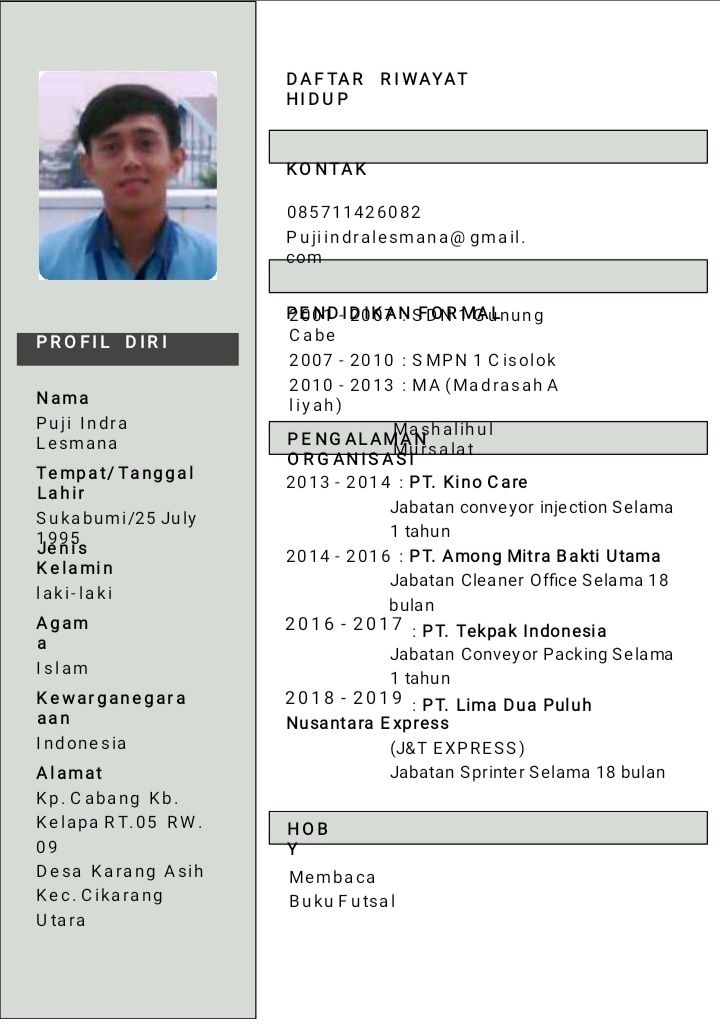 PROFIL DIRI
Nama
Puji Indra
Lesmana
Tempat/Tanggal
Lahir
Sukabumi/25 July
1995
Jenis
Kelamin
laki-laki
Agam
a
Islam
Kewarganegara
aan
Indonesia
Alamat
Kp. Cabang Kb.
Kelapa RT.05 RW.
09
Desa Karang Asih
Kec. Cikarang
Utara
DAFTAR RIWAYAT
HIDUP
KONTAK
085711426082
Pujiindralesmana@gmail.
com
PENDIDIKAN FORMAL
2001 - 2007 : SDN 1 Gunung
Cabe
2007 - 2010 : SMPN 1 Cisolok
2010 - 2013 : MA (Madrasah A
liyah)
Mashalihul
Mursalat
PENGALAMAN
ORGANISASI
2013 - 2014 : PT. Kino Care
Jabatan conveyor injection Selama
1 tahun
2014 - 2016 : PT. Among Mitra Bakti Utama
Jabatan Cleaner Office Selama 18
bulan
2016 - 2017 : PT. Tekpak Indonesia
Jabatan Conveyor Packing Selama
1 tahun
2018 - 2019 : PT. Lima Dua Puluh
Nusantara Express
(J&T EXPRESS)
Jabatan Sprinter Selama 18 bulan
HOB
Y
Membaca
Buku Futsal